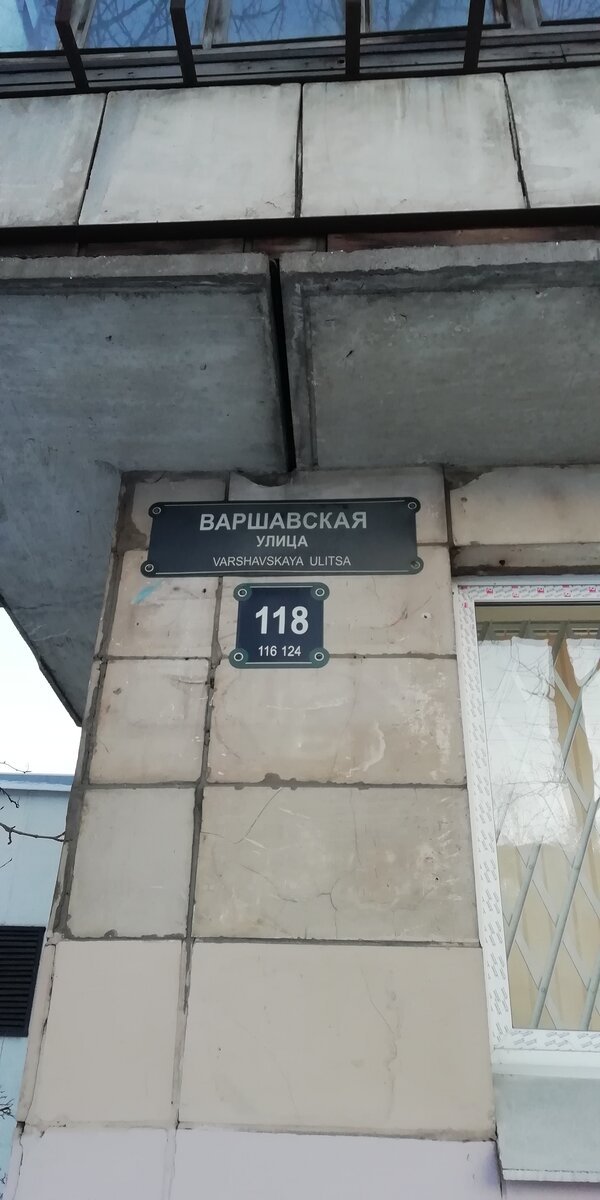 ВАРШАВСКАЯ
УЛИЦА
VARSHAVSKAYA ULITSA
118
116 124